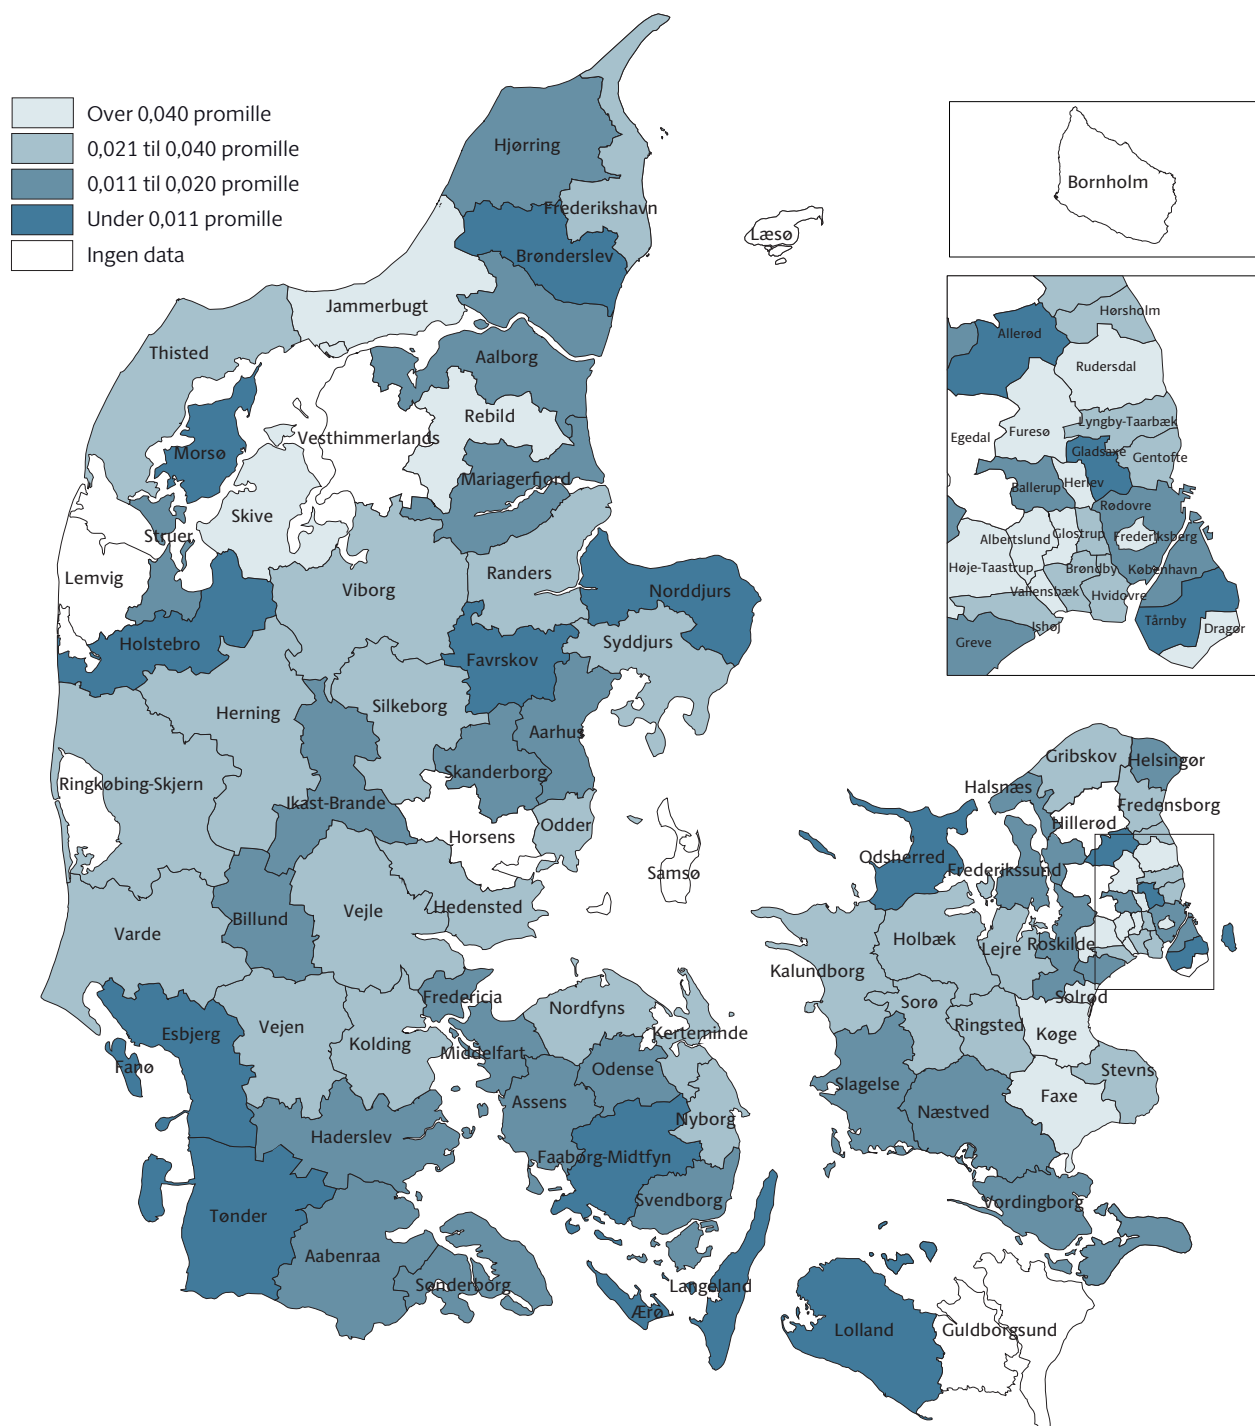 Over 0,040 promille
0,021 til 0,040 promille
0,011 til 0,020 promille
Under 0,011 promille
Ingen data
Hjørring
Frederikshavn
Læsø
Brønderslev
Jammerbugt
Thisted
Aalborg
Rebild
Vesthimmerlands
Morsø
Mariagerfjord
Skive
Struer
Lemvig
Viborg
Randers
Norddjurs
Holstebro
Favrskov
Syddjurs
Herning
Silkeborg
Aarhus
Skanderborg
Ringkøbing-Skjern
Ikast-Brande
Horsens
Odder
Samsø
Hedensted
Vejle
Billund
Varde
Fredericia
Esbjerg
Vejen
Kolding
Fanø
Haderslev
Tønder
Aabenraa
Sønderborg
Nordfyns
Kerteminde
Middelfart
Odense
Assens
Nyborg
Faaborg-Midtfyn
Svendborg
Langeland
Ærø
Bornholm
Hørsholm
Allerød
Rudersdal
Egedal
Furesø
Lyngby-Taarbæk
Gladsaxe
Gentofte
Ballerup
Herlev
Rødovre
Albertslund
Glostrup
Frederiksberg
Høje-Taastrup
Brøndby
København
Vallensbæk
Hvidovre
Ishøj
Greve
Tårnby
Dragør
Gribskov
Helsingør
Halsnæs
Fredensborg
Hillerød
Odsherred
Frederikssund
Holbæk
Lejre
Roskilde
Kalundborg
Solrød
Sorø
Ringsted
Køge
Stevns
Slagelse
Næstved
Faxe
Vordingborg
Lolland
Guldborgsund